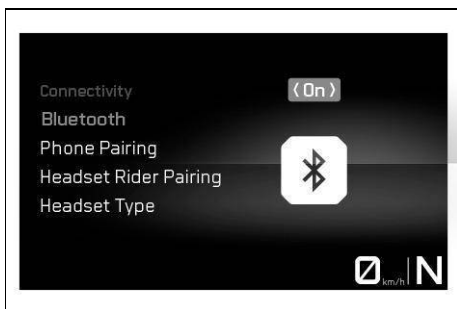 Connectivity
⟨On⟩
Bluetooth
Phone Pairing
Headset Rider Pairing
Headset Type
0 km/h | N